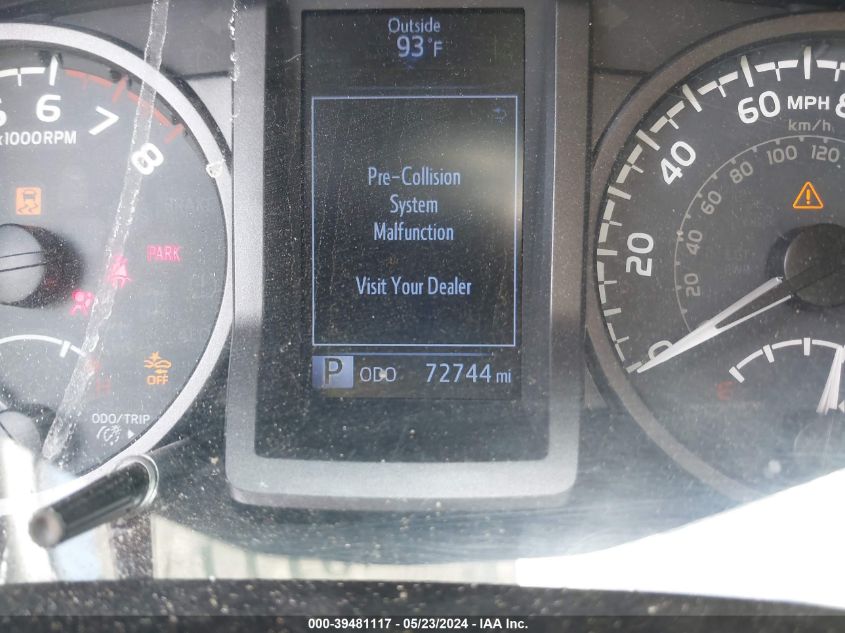 Outside
93°F
Pre-Collision
System
Malfunction
Visit Your Dealer
P ODO 72744 mi
6 7 8
x1000RPM
PARK
OFF
ODO/TRIP
0 20 40 60 MPH
km/h
20 40 60 80 100 120
000-39481117 • 05/23/2024 • IAA Inc.